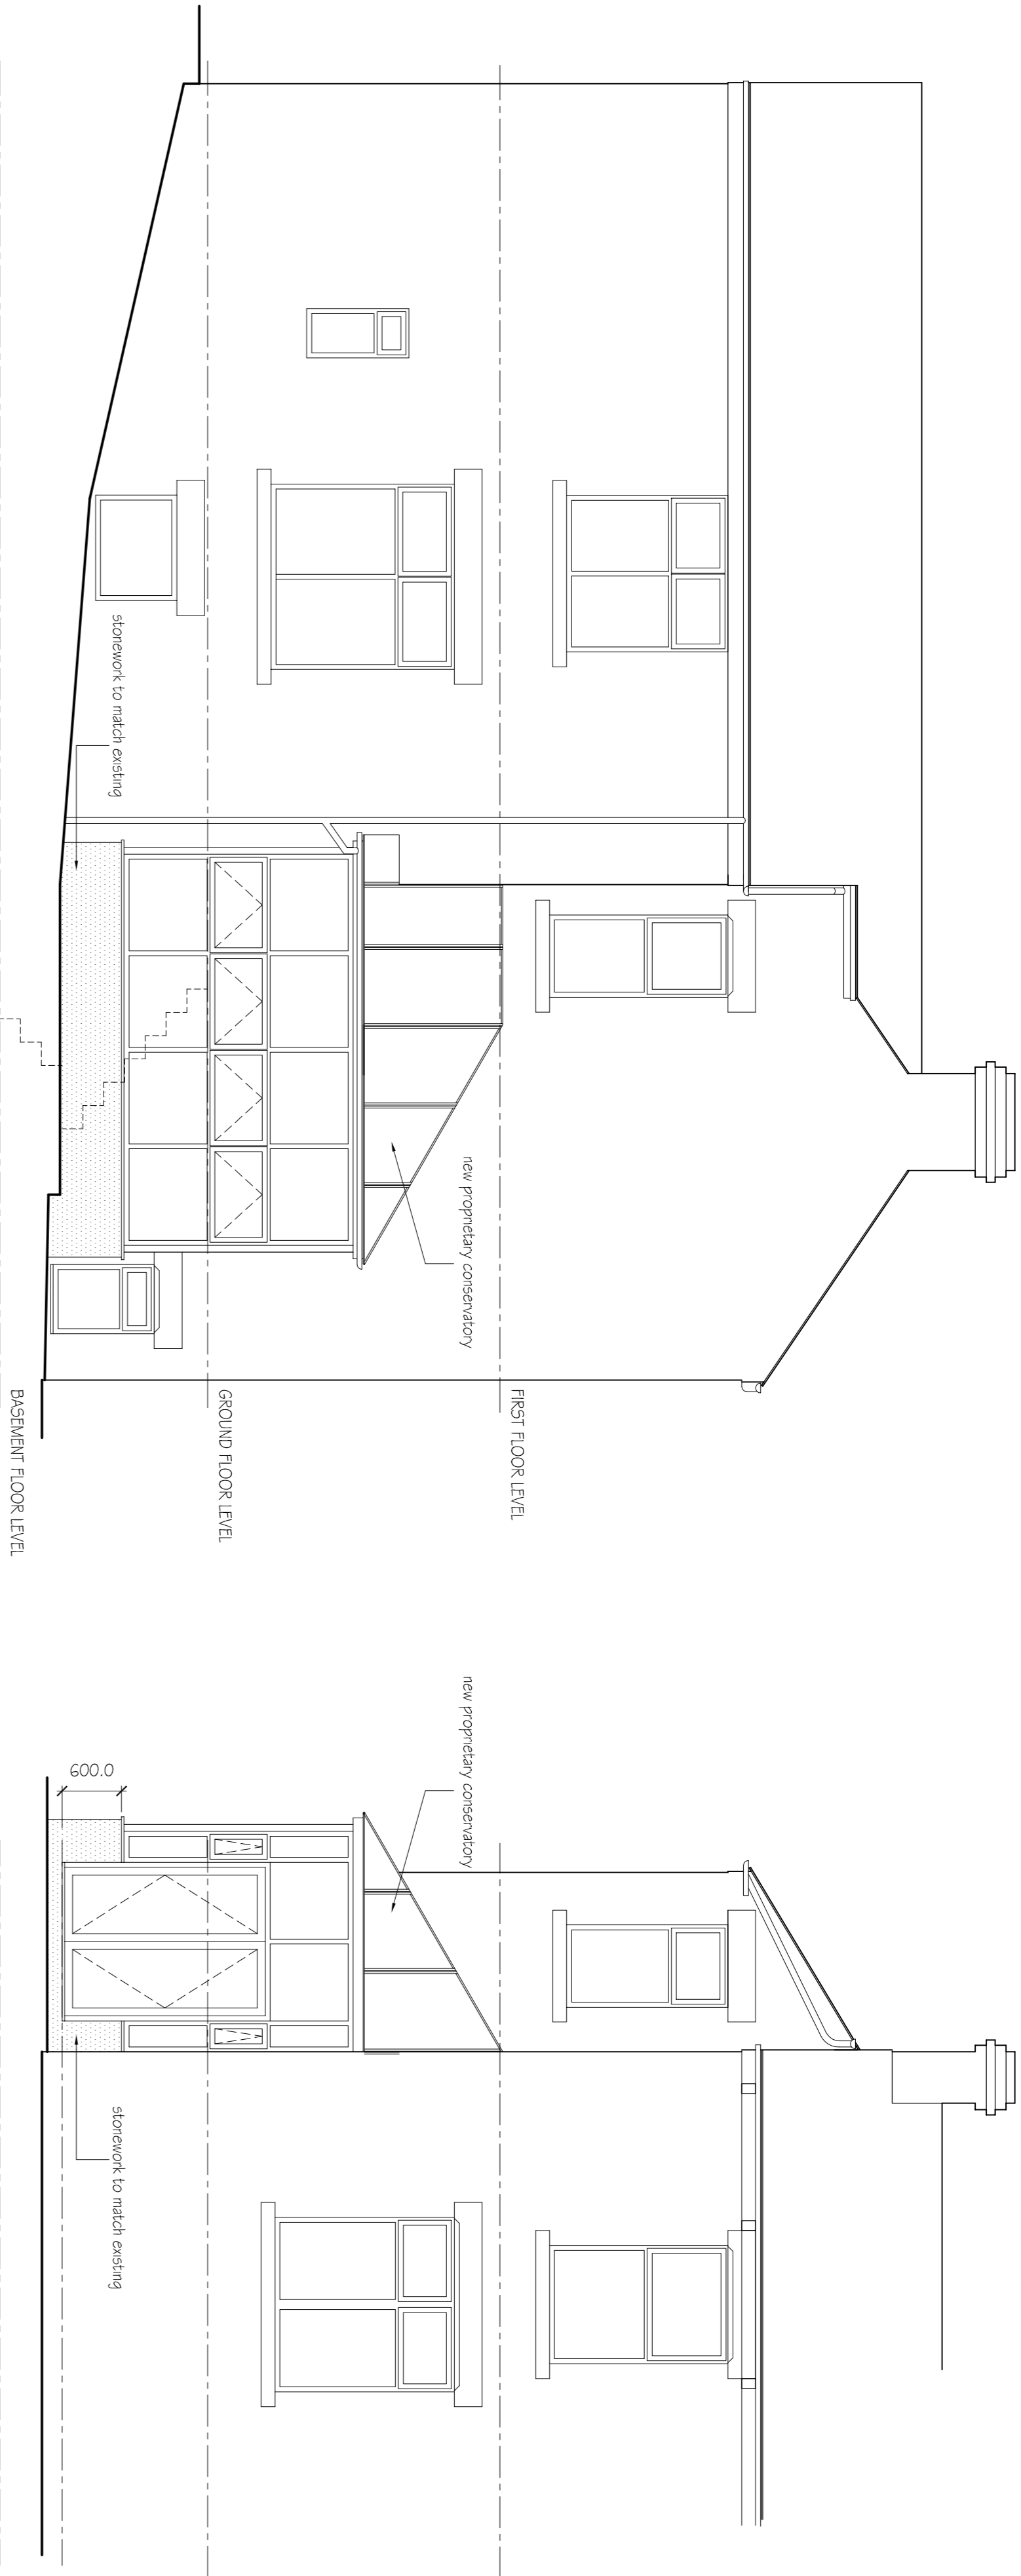 new proprietary conservatory
stonework to match existing
FIRST FLOOR LEVEL
GROUND FLOOR LEVEL
BASEMENT FLOOR LEVEL
new proprietary conservatory
600.0
stonework to match existing